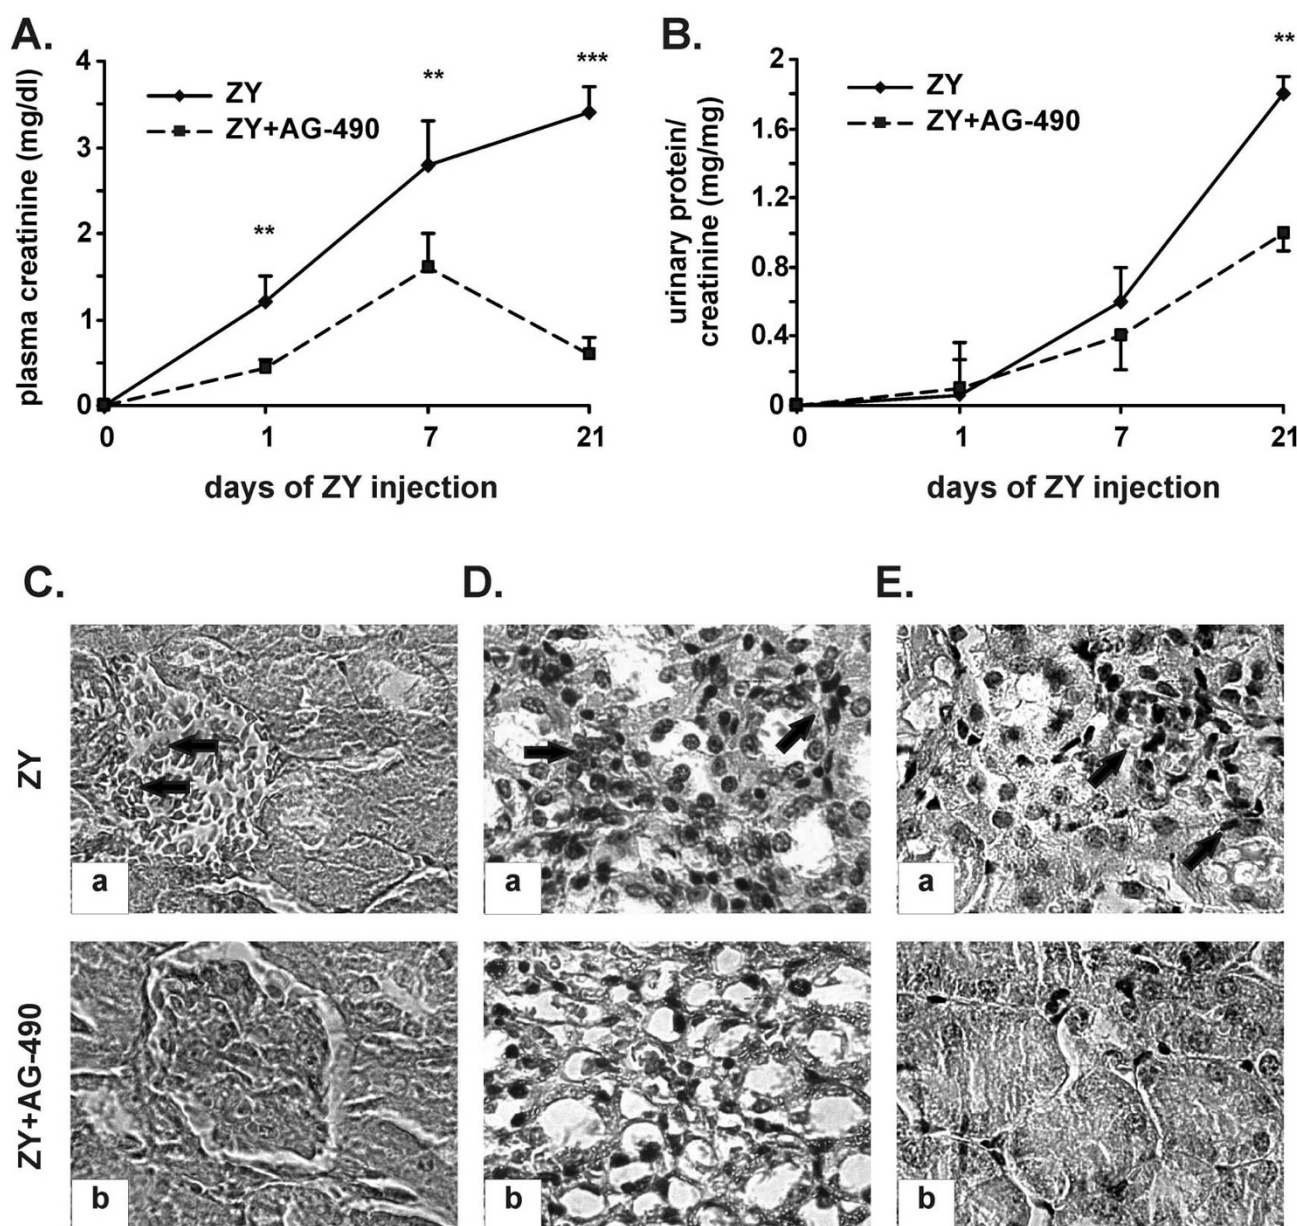 A.
plasma creatinine (mg/dl)
4
3
2
1
0
ZY
ZY+AG-490
**
**
***
0 1 7 21
days of ZY injection
B.
urinary protein/
creatinine (mg/mg)
2
1.6
1.2
0.8
0.4
0
ZY
ZY+AG-490
**
0 1 7 21
days of ZY injection
C. D. E.
ZY
a a a
ZY+AG-490
b b b